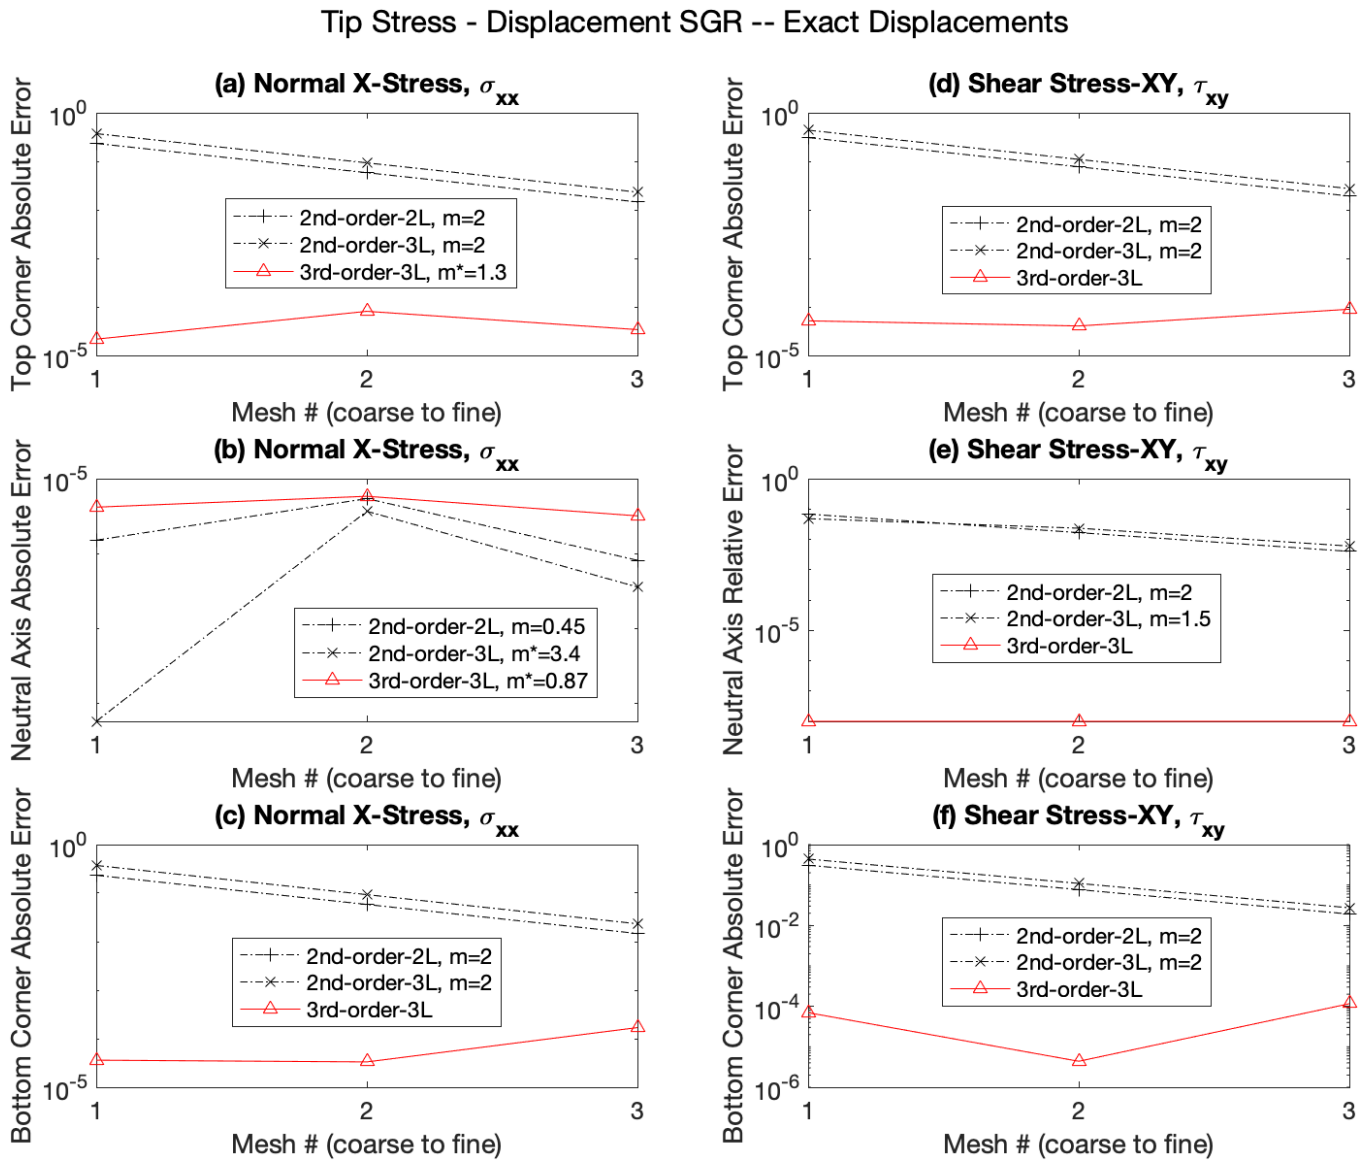 Tip Stress - Displacement SGR -- Exact Displacements
(a) Normal X-Stress, σxx
Top Corner Absolute Error
10^0
10^-5
2nd-order-2L, m=2
2nd-order-3L, m=2
3rd-order-3L, m*=1.3
1 2 3
Mesh # (coarse to fine)
(d) Shear Stress-XY, τxy
Top Corner Absolute Error
10^0
10^-5
2nd-order-2L, m=2
2nd-order-3L, m=2
3rd-order-3L
1 2 3
Mesh # (coarse to fine)
(b) Normal X-Stress, σxx
Neutral Axis Absolute Error
10^-5
2nd-order-2L, m=0.45
2nd-order-3L, m*=3.4
3rd-order-3L, m*=0.87
1 2 3
Mesh # (coarse to fine)
(e) Shear Stress-XY, τxy
Neutral Axis Relative Error
10^0
10^-5
2nd-order-2L, m=2
2nd-order-3L, m=1.5
3rd-order-3L
1 2 3
Mesh # (coarse to fine)
(c) Normal X-Stress, σxx
Bottom Corner Absolute Error
10^0
10^-5
2nd-order-2L, m=2
2nd-order-3L, m=2
3rd-order-3L
1 2 3
Mesh # (coarse to fine)
(f) Shear Stress-XY, τxy
Bottom Corner Absolute Error
10^0
10^-2
10^-4
10^-6
2nd-order-2L, m=2
2nd-order-3L, m=2
3rd-order-3L
1 2 3
Mesh # (coarse to fine)